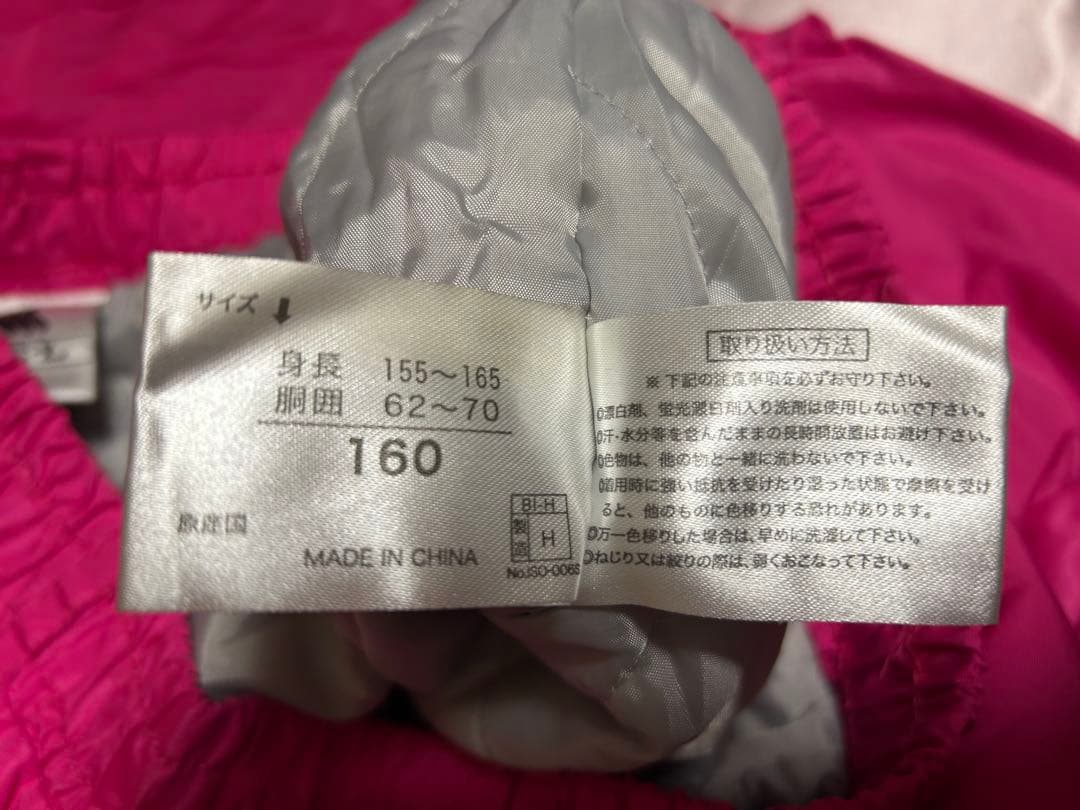 サイズ
身長 155～165
胴囲 62～70
160
BI-H
製造 H
No.ISO-006S
原産国
MADE IN CHINA
取り扱い方法
※下記の注意事項を必ずお守り下さい。
漂白剤、蛍光漂白剤入り洗剤は使用しないで下さい。
汗・水分等を含んだままの長時間放置はお避け下さい。
色物は、他の物と一緒に洗わないで下さい。
着用時に強い抵抗を受けたり湿った状態で摩擦を受け
ると、他のものに色移りする恐れがあります。
万一色移りした場合は、早めに洗濯して下さい。
ねじり又は絞りの際は、弱くおこなって下さい。